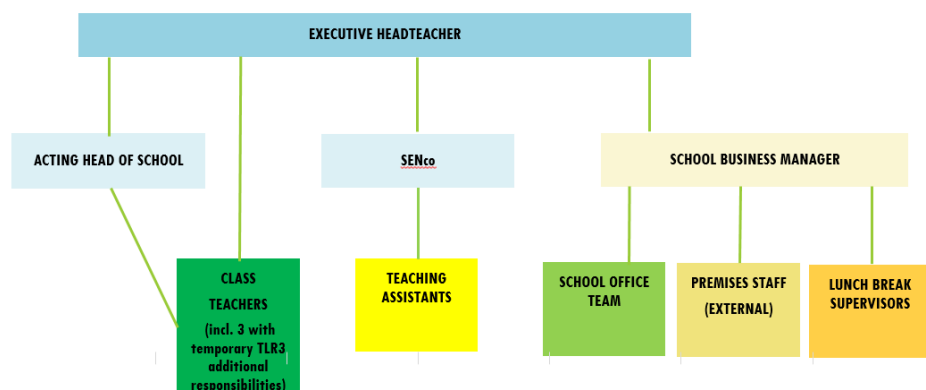 EXECUTIVE HEADTEACHER
ACTING HEAD OF SCHOOL
SENco
SCHOOL BUSINESS MANAGER
CLASS
TEACHERS
(incl. 3 with
temporary TLR3
additional
responsibilities)
TEACHING
ASSISTANTS
SCHOOL OFFICE
TEAM
PREMISES STAFF
(EXTERNAL)
LUNCH BREAK
SUPERVISORS